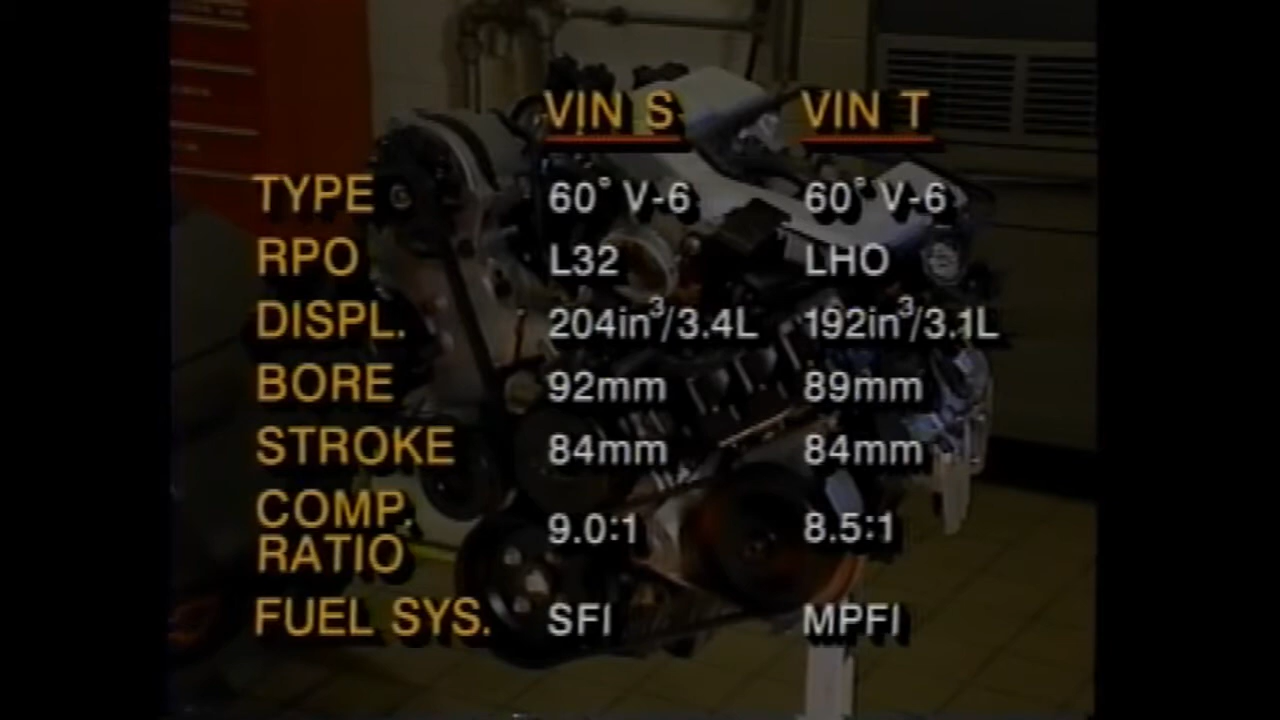 VIN S VIN T
TYPE 60° V-6 60° V-6
RPO L32 LHO
DISPL. 204in³/3.4L 192in³/3.1L
BORE 92mm 89mm
STROKE 84mm 84mm
COMP.
RATIO 9.0:1 8.5:1
FUEL SYS. SFI MPFI